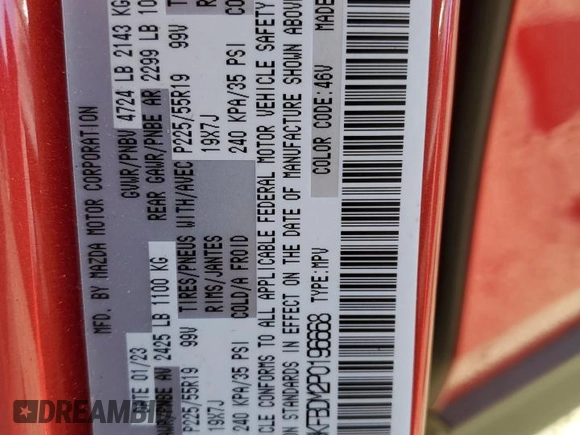 MFD. BY MAZDA MOTOR CORPORATION
DATE 01/23 GVWR/PNBV 4724 LB 2143 KG
AV 2425 LB 1100 KG REAR GAWR/PNBE AR 2299 LB
P225/55R19 99V TIRES/PNEUS WITH/AVEC P225/55R19 99V
19X7J RIMS/JANTES 19X7J
240 KPA/35 PSI COLD/A FROID 240 KPA/35 PSI
CONFORMS TO ALL APPLICABLE FEDERAL MOTOR VEHICLE SAFETY
STANDARDS IN EFFECT ON THE DATE OF MANUFACTURE SHOWN ABOVE
KFBDM2P0196668 TYPE: MPV COLOR CODE: 46V MADE
DREAMBID